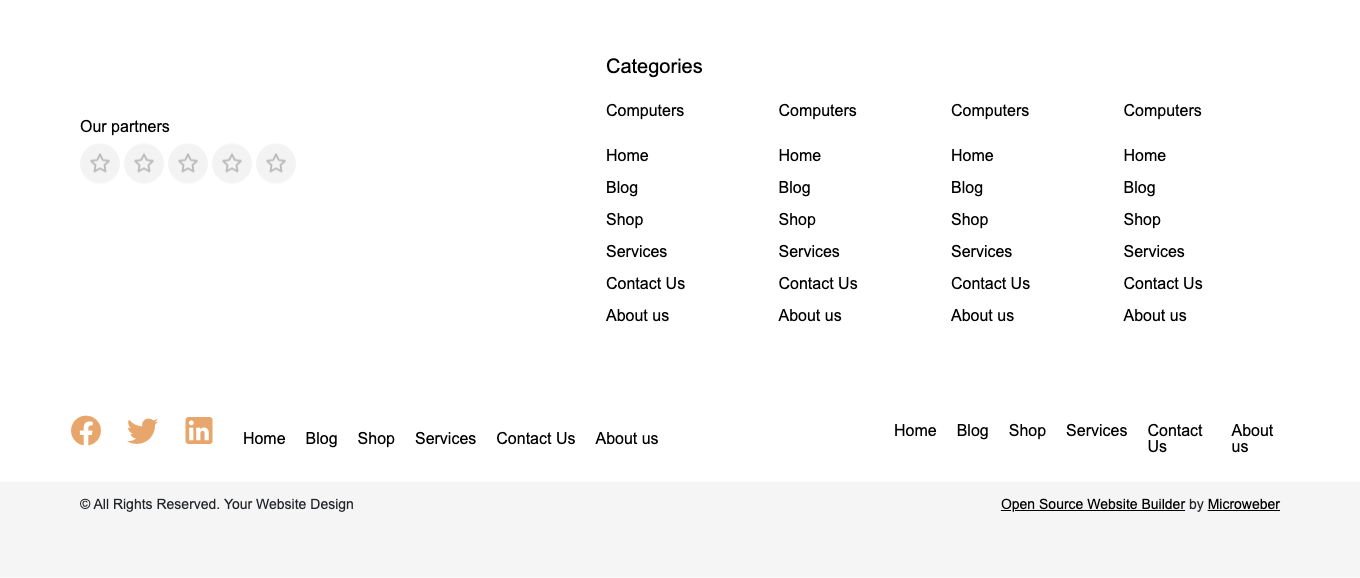 Our partners
Categories
Computers Computers Computers Computers
Home Home Home Home
Blog Blog Blog Blog
Shop Shop Shop Shop
Services Services Services Services
Contact Us Contact Us Contact Us Contact Us
About us About us About us About us
Home Blog Shop Services Contact Us About us
Home Blog Shop Services Contact Us About us
© All Rights Reserved. Your Website Design
Open Source Website Builder by Microweber